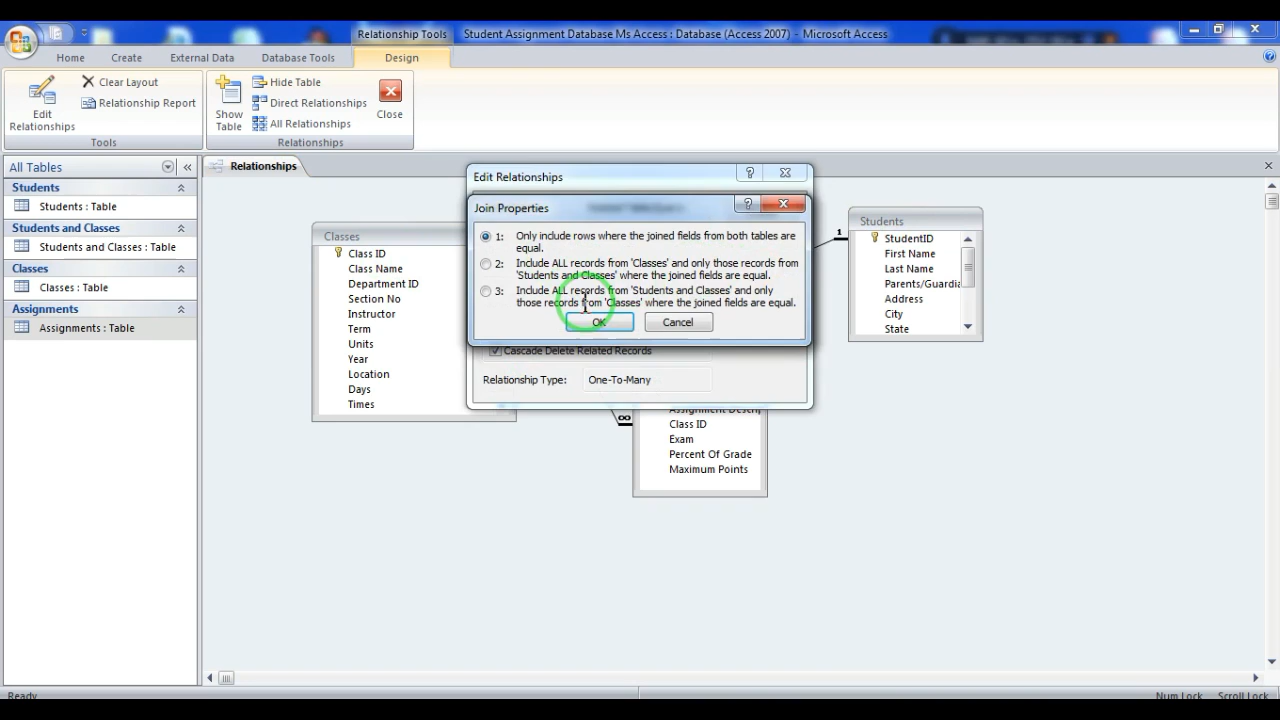 Relationship Tools
Student Assignment Database Ms Access : Database (Access 2007) - Microsoft Access
Home
Create
External Data
Database Tools
Design
Edit
Relationships
Clear Layout
Relationship Report
Tools
Show
Table
Hide Table
Direct Relationships
All Relationships
Close
Relationships
All Tables
Students
Students : Table
Students and Classes
Students and Classes : Table
Classes
Classes : Table
Assignments
Assignments : Table
Relationships
Classes
Class ID
Class Name
Department ID
Section No
Instructor
Term
Units
Year
Location
Days
Times
Edit Relationships
Join Properties
1: Only include rows where the joined fields from both tables are
equal.
2: Include ALL records from 'Classes' and only those records from
'Students and Classes' where the joined fields are equal.
3: Include ALL records from 'Students and Classes' and only
those records from 'Classes' where the joined fields are equal.
OK
Cancel
Cascade Delete Related Records
Relationship Type: One-To-Many
∞
Class ID
Exam
Percent Of Grade
Maximum Points
1
Students
StudentID
First Name
Last Name
Parents/Guardia
Address
City
State
Ready
Num Lock
Scroll Lock